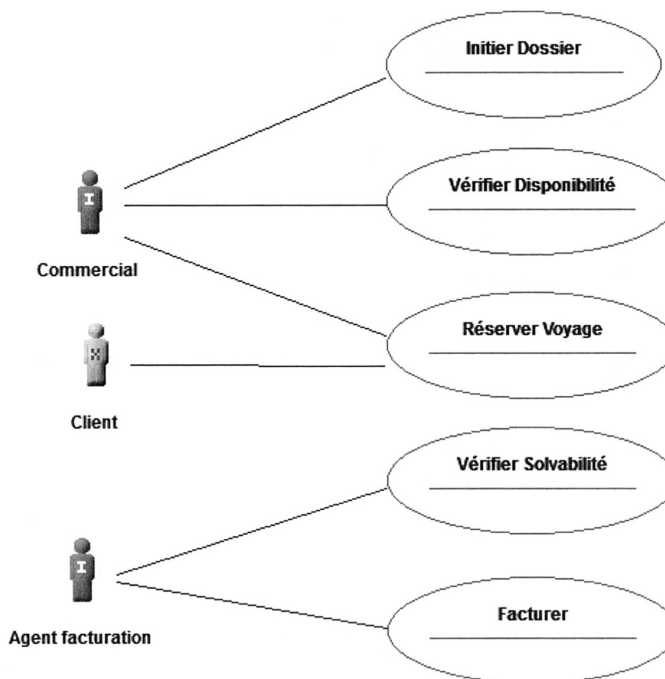 Initier Dossier
I
Vérifier Disponibilité
Commercial
Réserver Voyage
X
Client
Vérifier Solvabilité
I
Agent facturation
Facturer